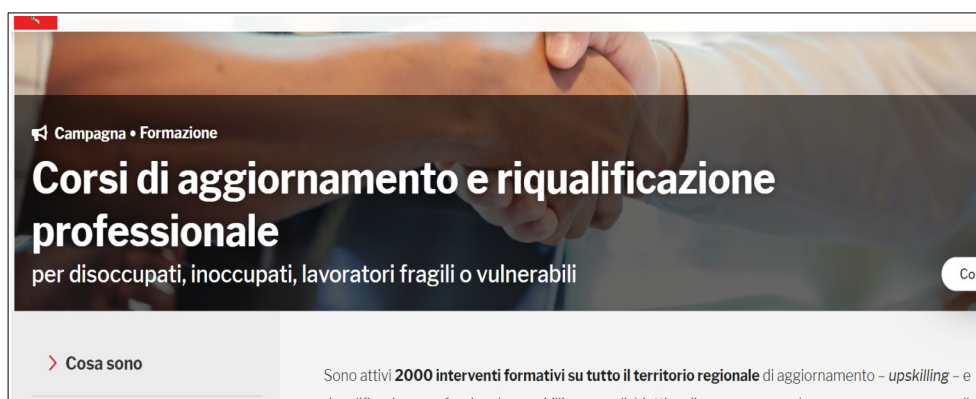 Campagna • Formazione
Corsi di aggiornamento e riqualificazione
professionale
per disoccupati, inoccupati, lavoratori fragili o vulnerabili
Co
Cosa sono
Sono attivi 2000 interventi formativi su tutto il territorio regionale di aggiornamento – upskilling – e